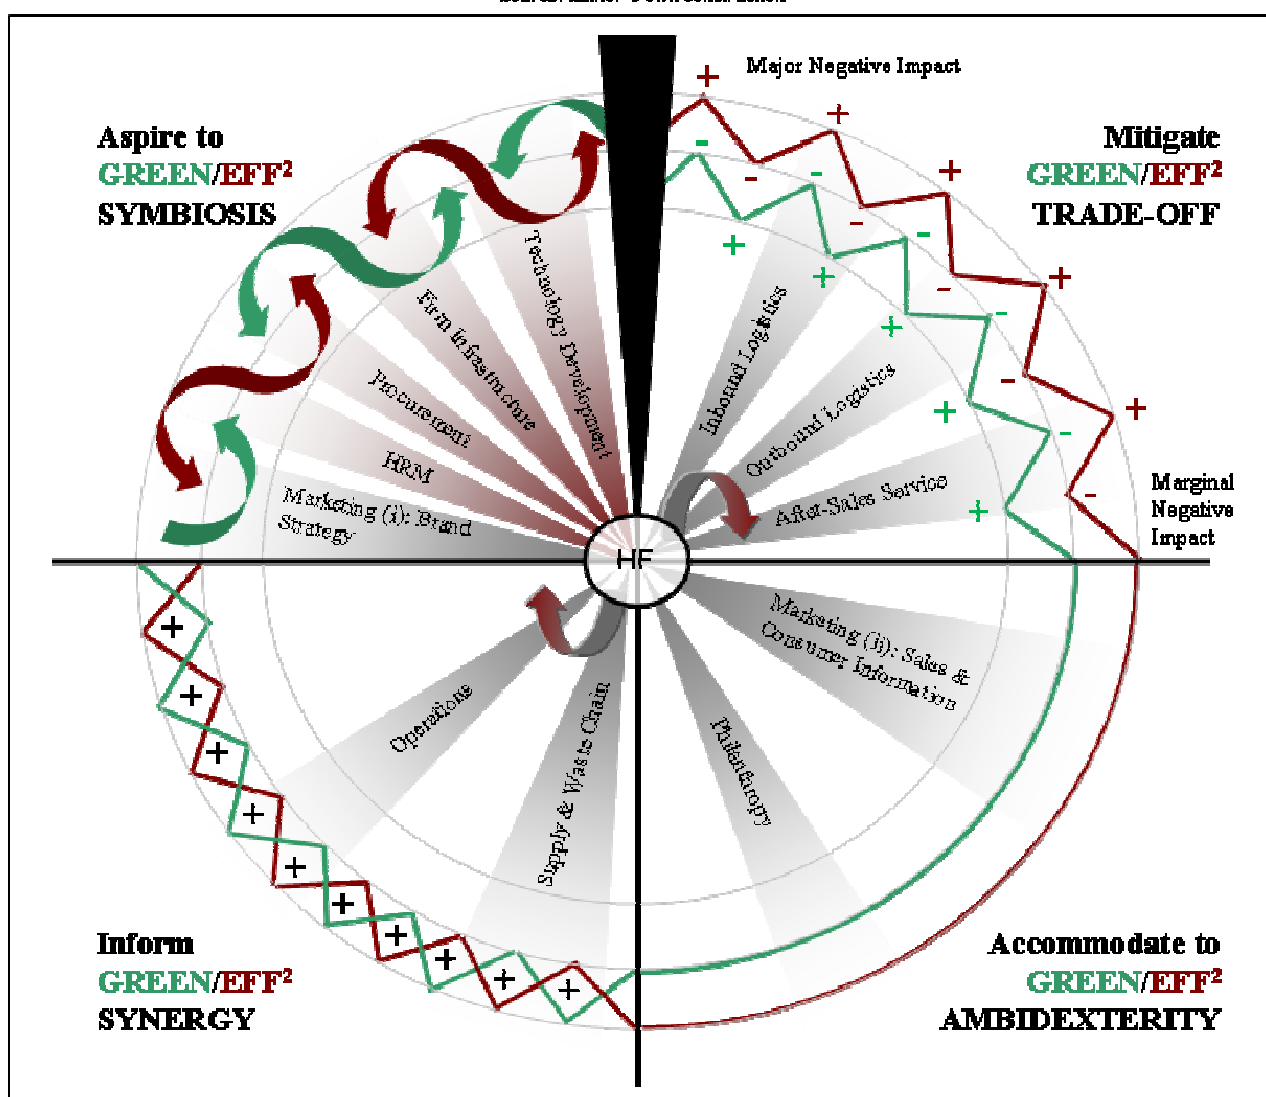 Major Negative Impact
Aspire to
GREEN/EFF²
SYMBIOSIS
Mitigate
GREEN/EFF²
TRADE-OFF
+
+
+
+
+
-
-
-
-
-
-
-
-
-
-
+
+
+
+
+
Technology Development
Firm Infrastructure
Procurement
HRM
Marketing (i): Brand
Strategy
Inbound Logistics
Outbound Logistics
After-Sales Service
Marginal
Negative
Impact
HF
Marketing (ii): Sales &
Consumer Information
Philanthropy
Operations
Supply & Waste Chain
+
+
+
+
+
+
+
+
+
+
Inform
GREEN/EFF²
SYNERGY
Accommodate to
GREEN/EFF²
AMBIDEXTERITY